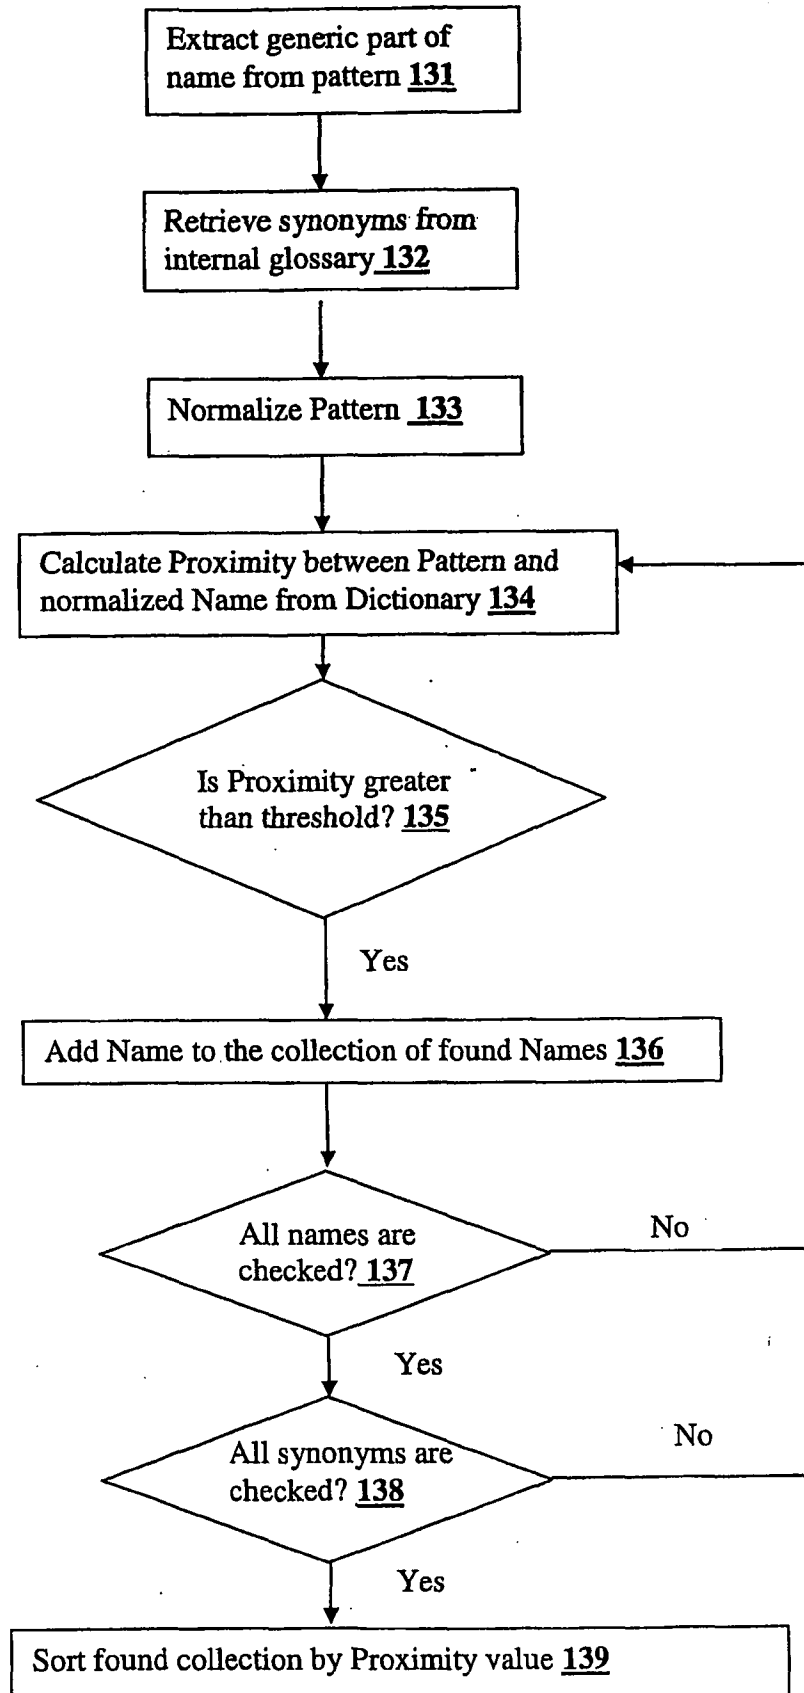 Extract generic part of
name from pattern 131
Retrieve synonyms from
internal glossary 132
Normalize Pattern 133
Calculate Proximity between Pattern and
normalized Name from Dictionary 134
Is Proximity greater
than threshold? 135
Yes
Add Name to the collection of found Names 136
All names are
checked? 137
No
Yes
All synonyms are
checked? 138
No
Yes
Sort found collection by Proximity value 139